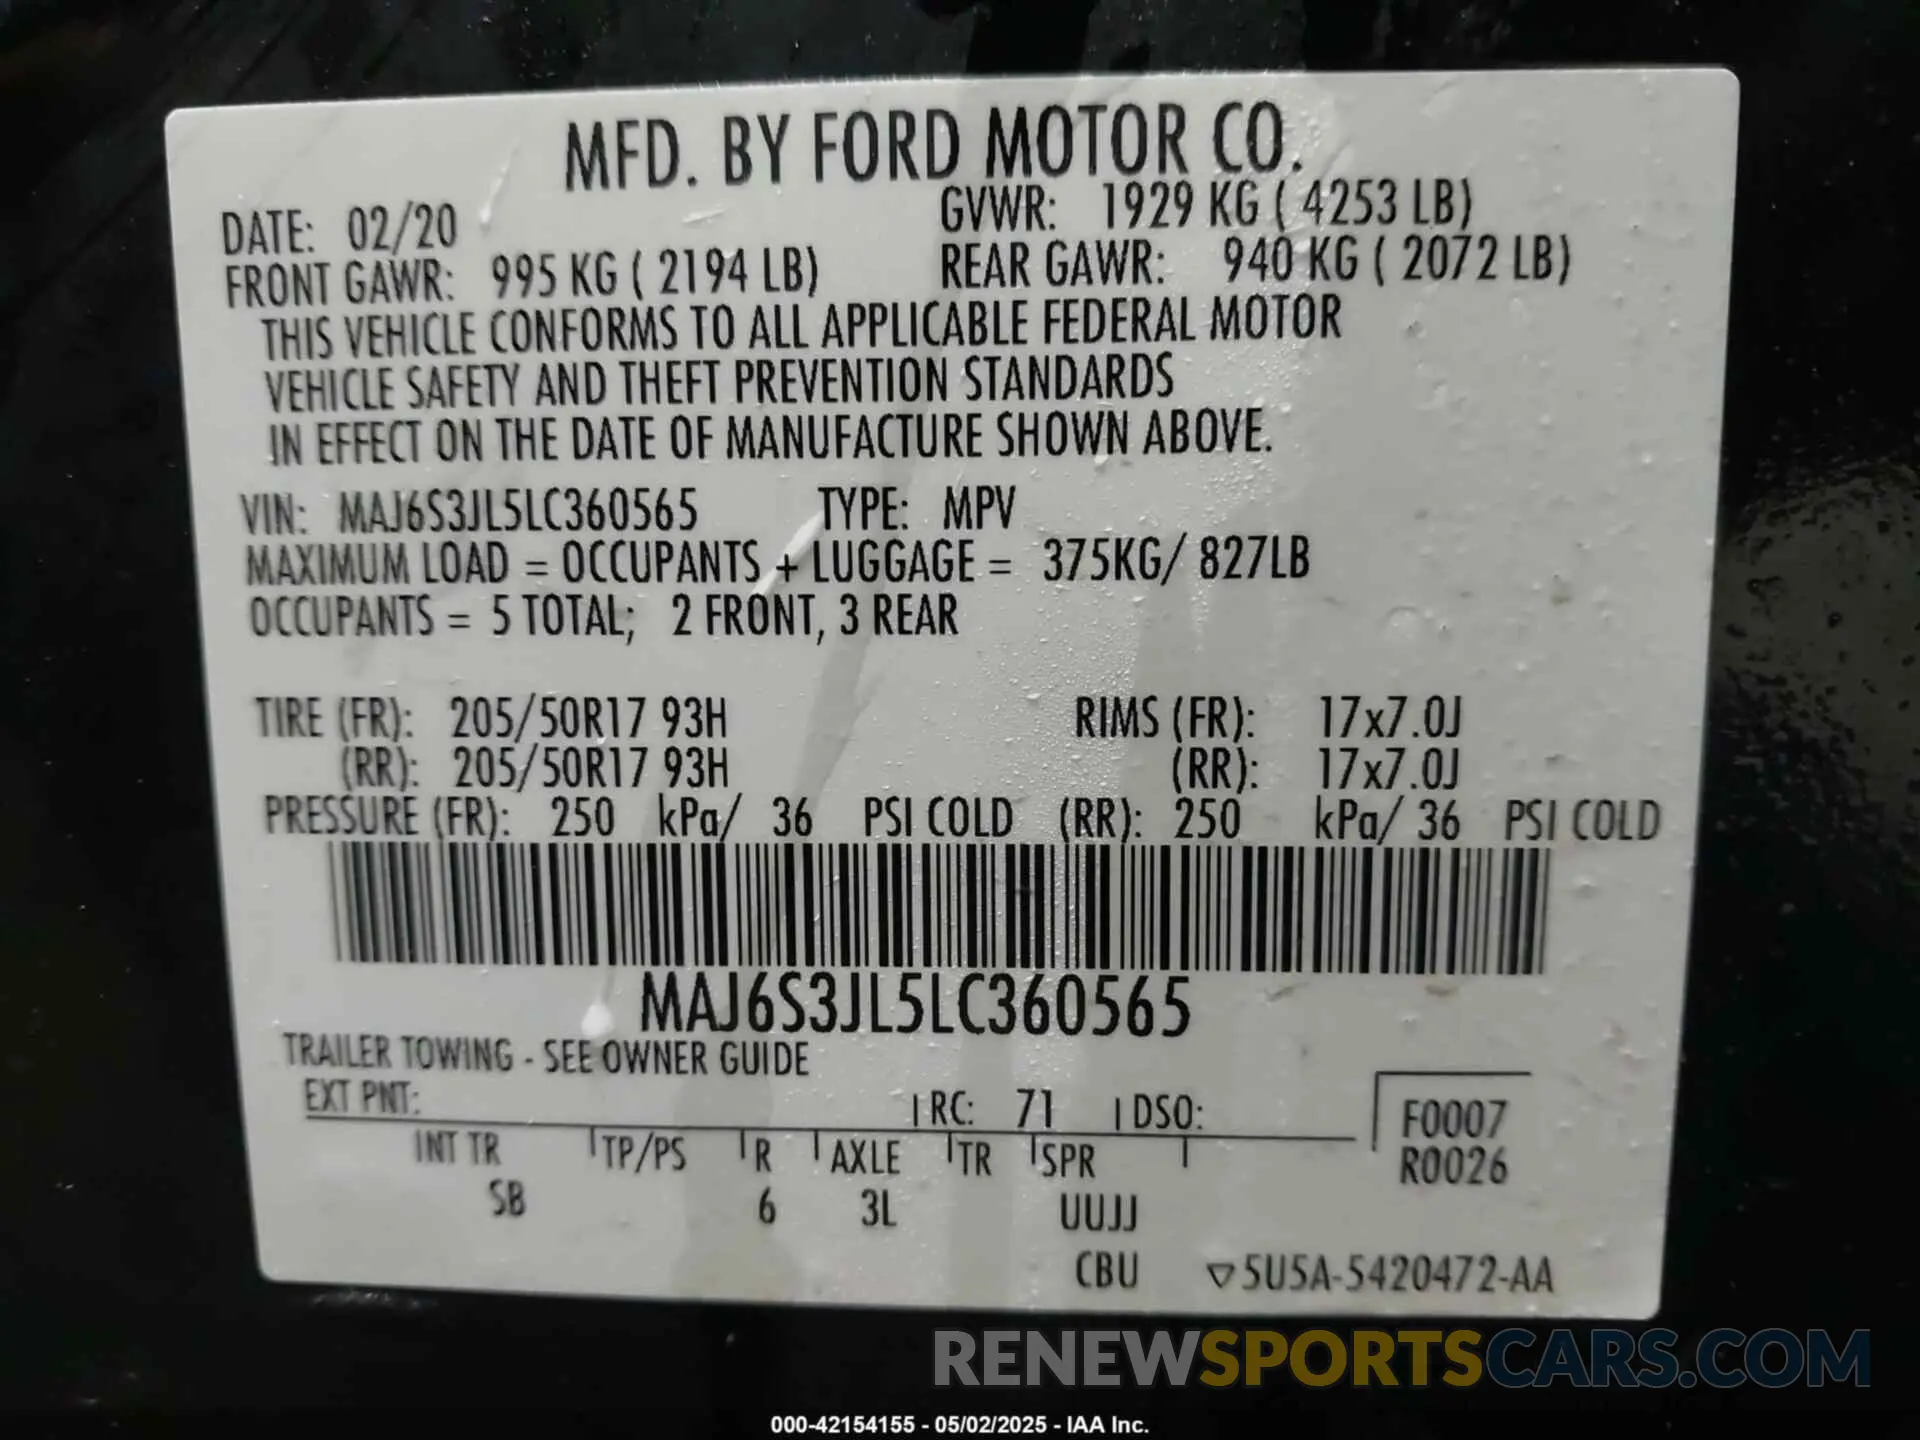 MFD. BY FORD MOTOR CO.
DATE: 02/20 GVWR: 1929 KG ( 4253 LB)
FRONT GAWR: 995 KG ( 2194 LB) REAR GAWR: 940 KG ( 2072 LB)
THIS VEHICLE CONFORMS TO ALL APPLICABLE FEDERAL MOTOR
VEHICLE SAFETY AND THEFT PREVENTION STANDARDS
IN EFFECT ON THE DATE OF MANUFACTURE SHOWN ABOVE.
VIN: MAJ6S3JL5LC360565 TYPE: MPV
MAXIMUM LOAD = OCCUPANTS + LUGGAGE = 375KG/ 827LB
OCCUPANTS = 5 TOTAL; 2 FRONT, 3 REAR
TIRE (FR): 205/50R17 93H RIMS (FR): 17x7.0J
(RR): 205/50R17 93H (RR): 17x7.0J
PRESSURE (FR): 250 kPa/ 36 PSI COLD (RR): 250 kPa/ 36 PSI COLD
MAJ6S3JL5LC360565
TRAILER TOWING - SEE OWNER GUIDE
EXT PNT: RC: 71 DSO: F0007
INT TR TP/PS R AXLE TR SPR R0026
SB 6 3L UUJJ
CBU ▽5U5A-5420472-AA
RENEWSPORTSCARS.COM
000-42154155 - 05/02/2025 - IAA Inc.